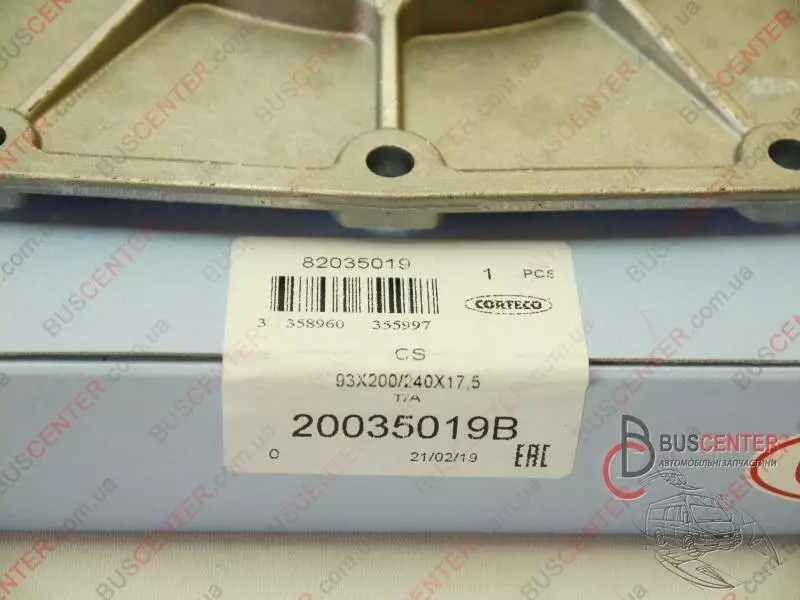 82035019
1 PCS
3 358960 355997
CORTECO
CS
93X200/240X17,5
T/A
20035019B
0 21/02/19 EAC
BUSCENTER
АВТОМОБІЛЬНІ ЗАПЧАСТИНИ
BUSCENTER.com.ua